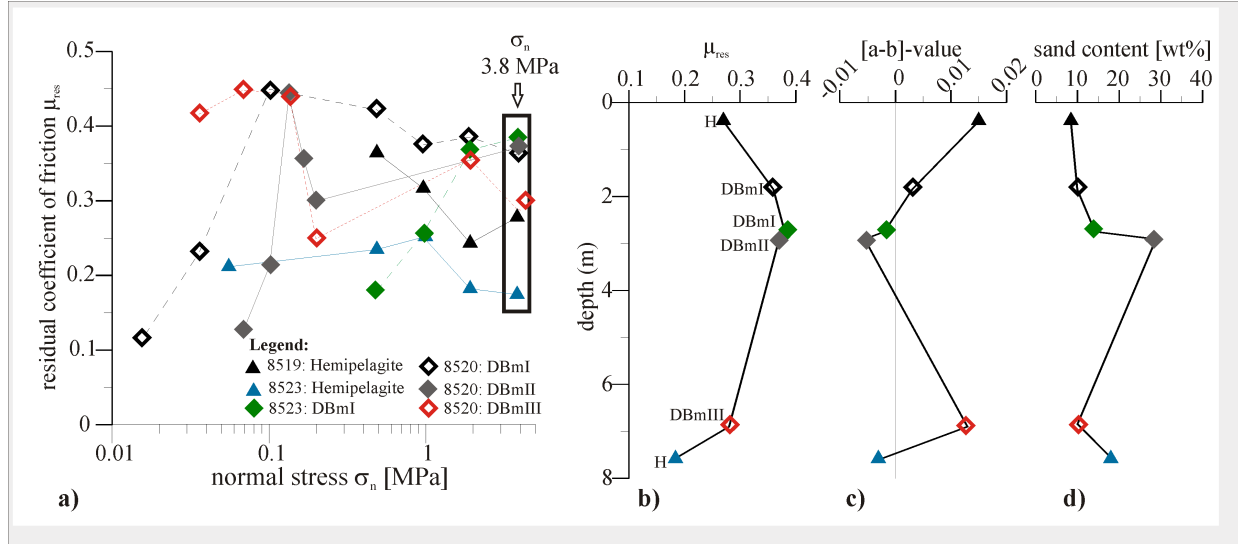 σn
3.8 MPa
0.5
0.4
0.3
0.2
0.1
0
residual coefficient of friction μres
Legend:
8519: Hemipelagite
8523: Hemipelagite
8523: DBmI
8520: DBmI
8520: DBmII
8520: DBmIII
0.01
0.1
1
normal stress σn [MPa]
a)
μres
0.1
0.2
0.3
0.4
0
2
4
6
8
depth (m)
H
DBmI
DBmI
DBmII
DBmIII
H
b)
[a-b]-value
-0.01
0
0.01
0.02
c)
sand content [wt%]
0
10
20
30
40
d)